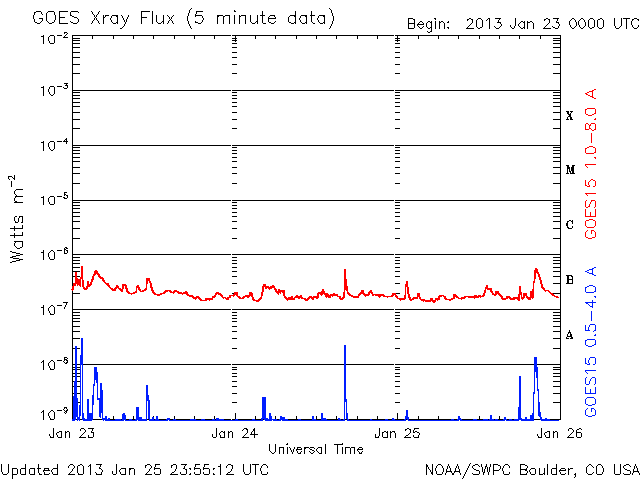 GOES Xray Flux (5 minute data)
Begin: 2013 Jan 23 0000 UTC
10⁻²
10⁻³
10⁻⁴
10⁻⁵
10⁻⁶
10⁻⁷
10⁻⁸
10⁻⁹
Watts m⁻²
X
M
C
B
A
GOES15 1.0-8.0 A
GOES15 0.5-4.0 A
Jan 23
Jan 24
Jan 25
Jan 26
Universal Time
Updated 2013 Jan 25 23:55:12 UTC
NOAA/SWPC Boulder, CO USA